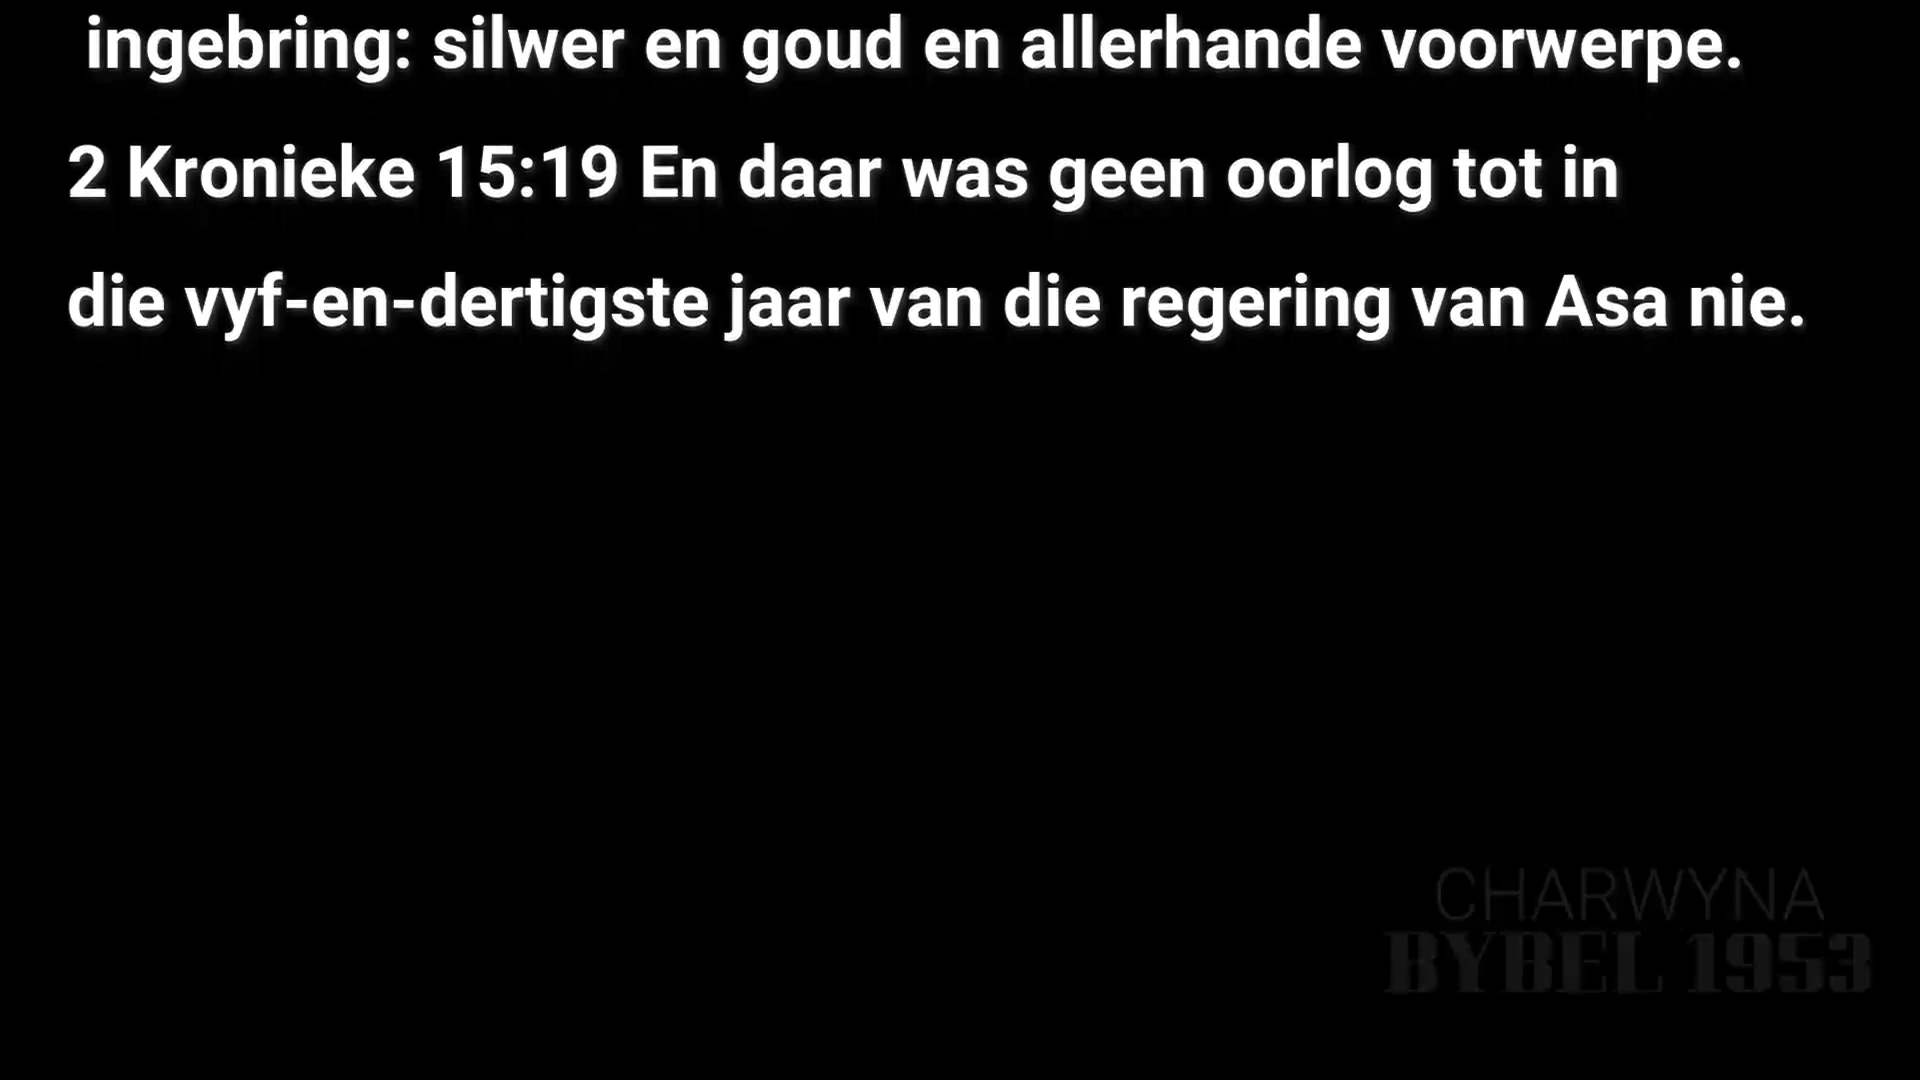 ingebring: silwer en goud en allerhande voorwerpe.
2 Kronieke 15:19 En daar was geen oorlog tot in
die vyf-en-dertigste jaar van die regering van Asa nie.
CHARWYNA
BYBEL 1953